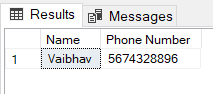 Results Messages
Name Phone Number
1 Vaibhav 5674328896